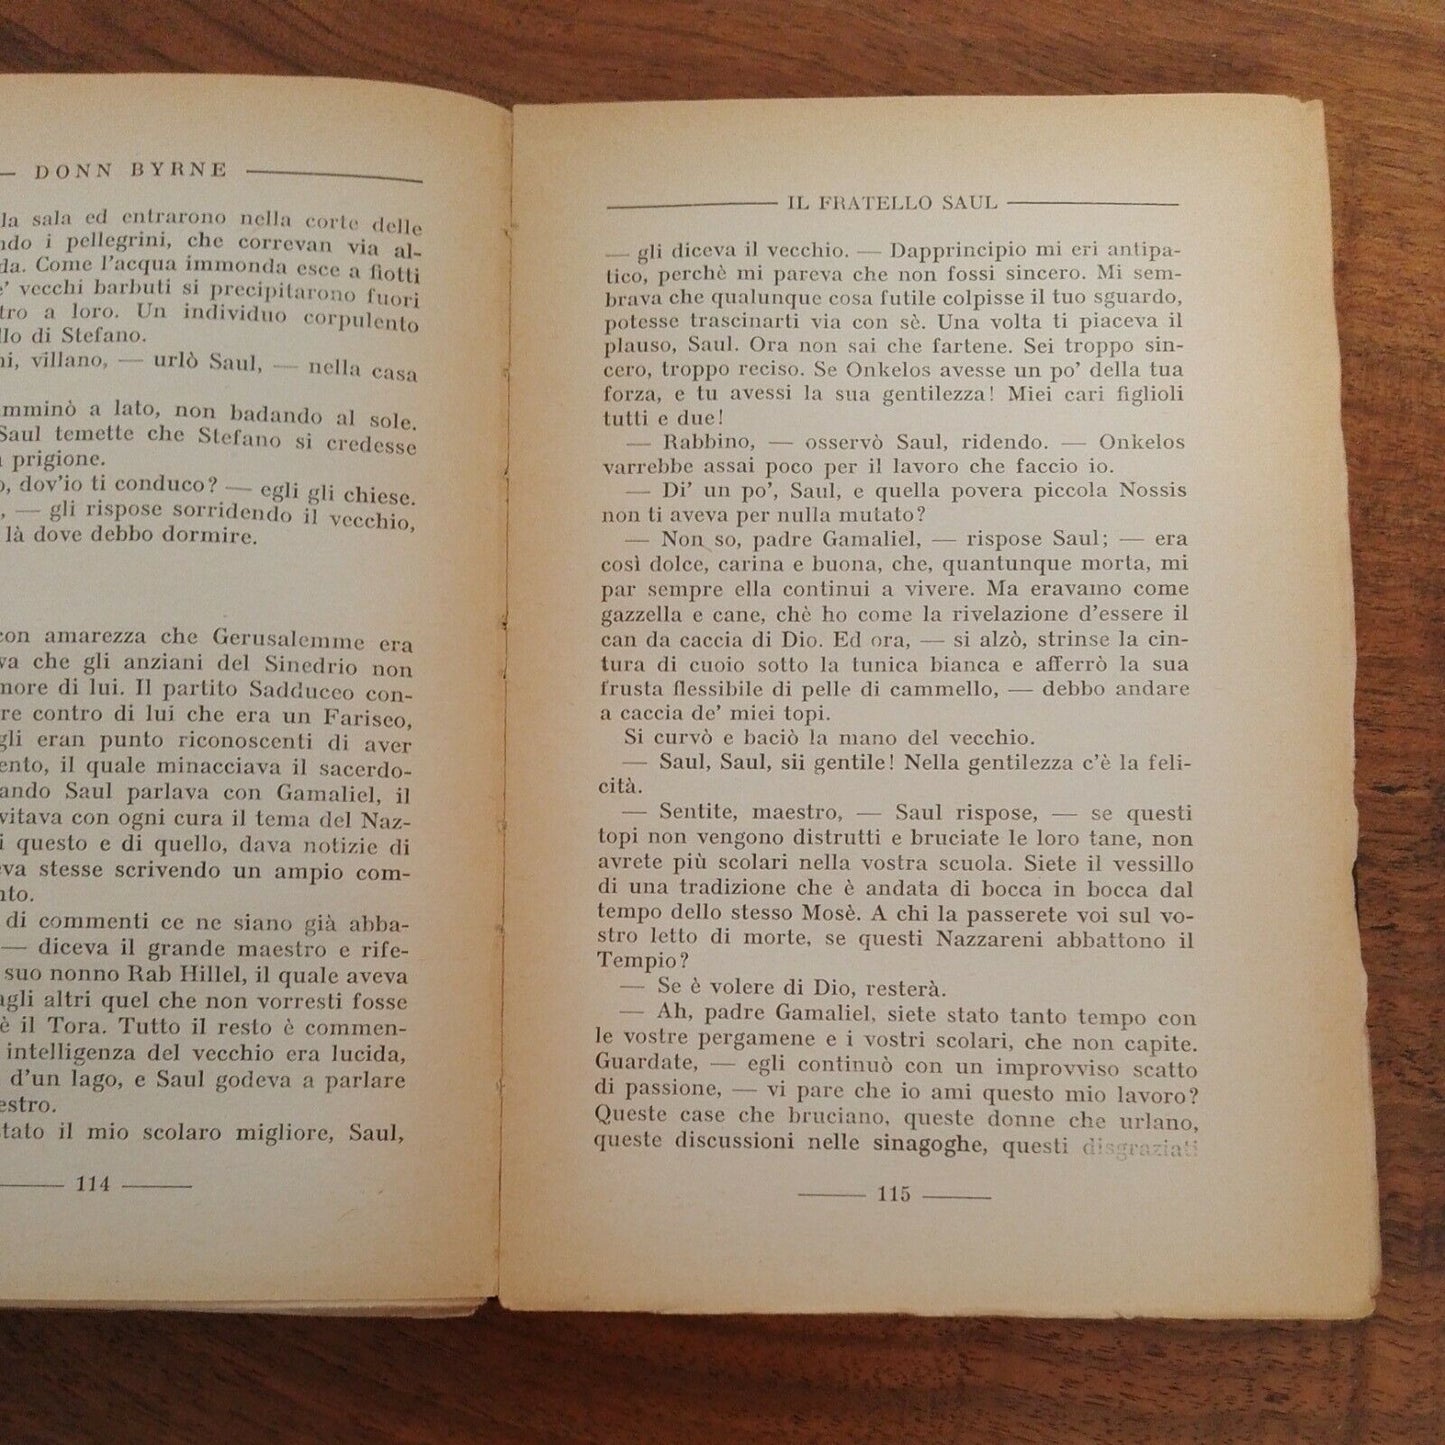 DONN BYRNE
la sala ed entrarono nella corte delle
i pellegrini, che correvan via al-
Come l'acqua immonda esce a fiotti
vecchi barbuti si precipitarono fuori
a loro. Un individuo corpulento
di Stefano.
villano, — urlò Saul, — nella casa
a lato, non badando al sole.
Saul temette che Stefano si credesse
prigione.
dov'io ti conduco? — egli gli chiese.
— gli rispose sorridendo il vecchio,
là dove debbo dormire.
con amarezza che Gerusalemme era
che gli anziani del Sinedrio non
di lui. Il partito Sadduceo con-
contro di lui che era un Fariseo,
eran punto riconoscenti di aver
il quale minacciava il sacerdo-
Saul parlava con Gamaliel, il
con ogni cura il tema del Naz-
questo e di quello, dava notizie di
stesse scrivendo un ampio com-
di commenti ce ne siano già abba-
— diceva il grande maestro e rife-
suo nonno Rab Hillel, il quale aveva
altri quel che non vorresti fosse
è il Tora. Tutto il resto è commen-
intelligenza del vecchio era lucida,
d'un lago, e Saul godeva a parlare
il mio scolaro migliore, Saul,
114
IL FRATELLO SAUL
— gli diceva il vecchio. — Dapprincipio mi eri antipa-
tico, perchè mi pareva che non fossi sincero. Mi sem-
brava che qualunque cosa futile colpisse il tuo sguardo,
potesse trascinarti via con sè. Una volta ti piaceva il
plauso, Saul. Ora non sai che fartene. Sei troppo sin-
cero, troppo reciso. Se Onkelos avesse un po' della tua
forza, e tu avessi la sua gentilezza! Miei cari figlioli
tutti e due!
— Rabbino, — osservò Saul, ridendo. — Onkelos
varrebbe assai poco per il lavoro che faccio io.
— Di' un po', Saul, e quella povera piccola Nossis
non ti aveva per nulla mutato?
— Non so, padre Gamaliel, — rispose Saul; — era
così dolce, carina e buona, che, quantunque morta, mi
par sempre ella continui a vivere. Ma eravamo come
gazzella e cane, chè ho come la rivelazione d'essere il
can da caccia di Dio. Ed ora, — si alzò, strinse la cin-
tura di cuoio sotto la tunica bianca e afferrò la sua
frusta flessibile di pelle di cammello, — debbo andare
a caccia de' miei topi.
Si curvò e baciò la mano del vecchio.
— Saul, Saul, sii gentile! Nella gentilezza c'è la feli-
cità.
— Sentite, maestro, — Saul rispose, — se questi
topi non vengono distrutti e bruciate le loro tane, non
avrete più scolari nella vostra scuola. Siete il vessillo
di una tradizione che è andata di bocca in bocca dal
tempo dello stesso Mosè. A chi la passerete voi sul vo-
stro letto di morte, se questi Nazzareni abbattono il
Tempio?
— Se è volere di Dio, resterà.
— Ah, padre Gamaliel, siete stato tanto tempo con
le vostre pergamene e i vostri scolari, che non capite.
Guardate, — egli continuò con un improvviso scatto
di passione, — vi pare che io ami questo mio lavoro?
Queste case che bruciano, queste donne che urlano,
queste discussioni nelle sinagoghe, questi disgraziati
115